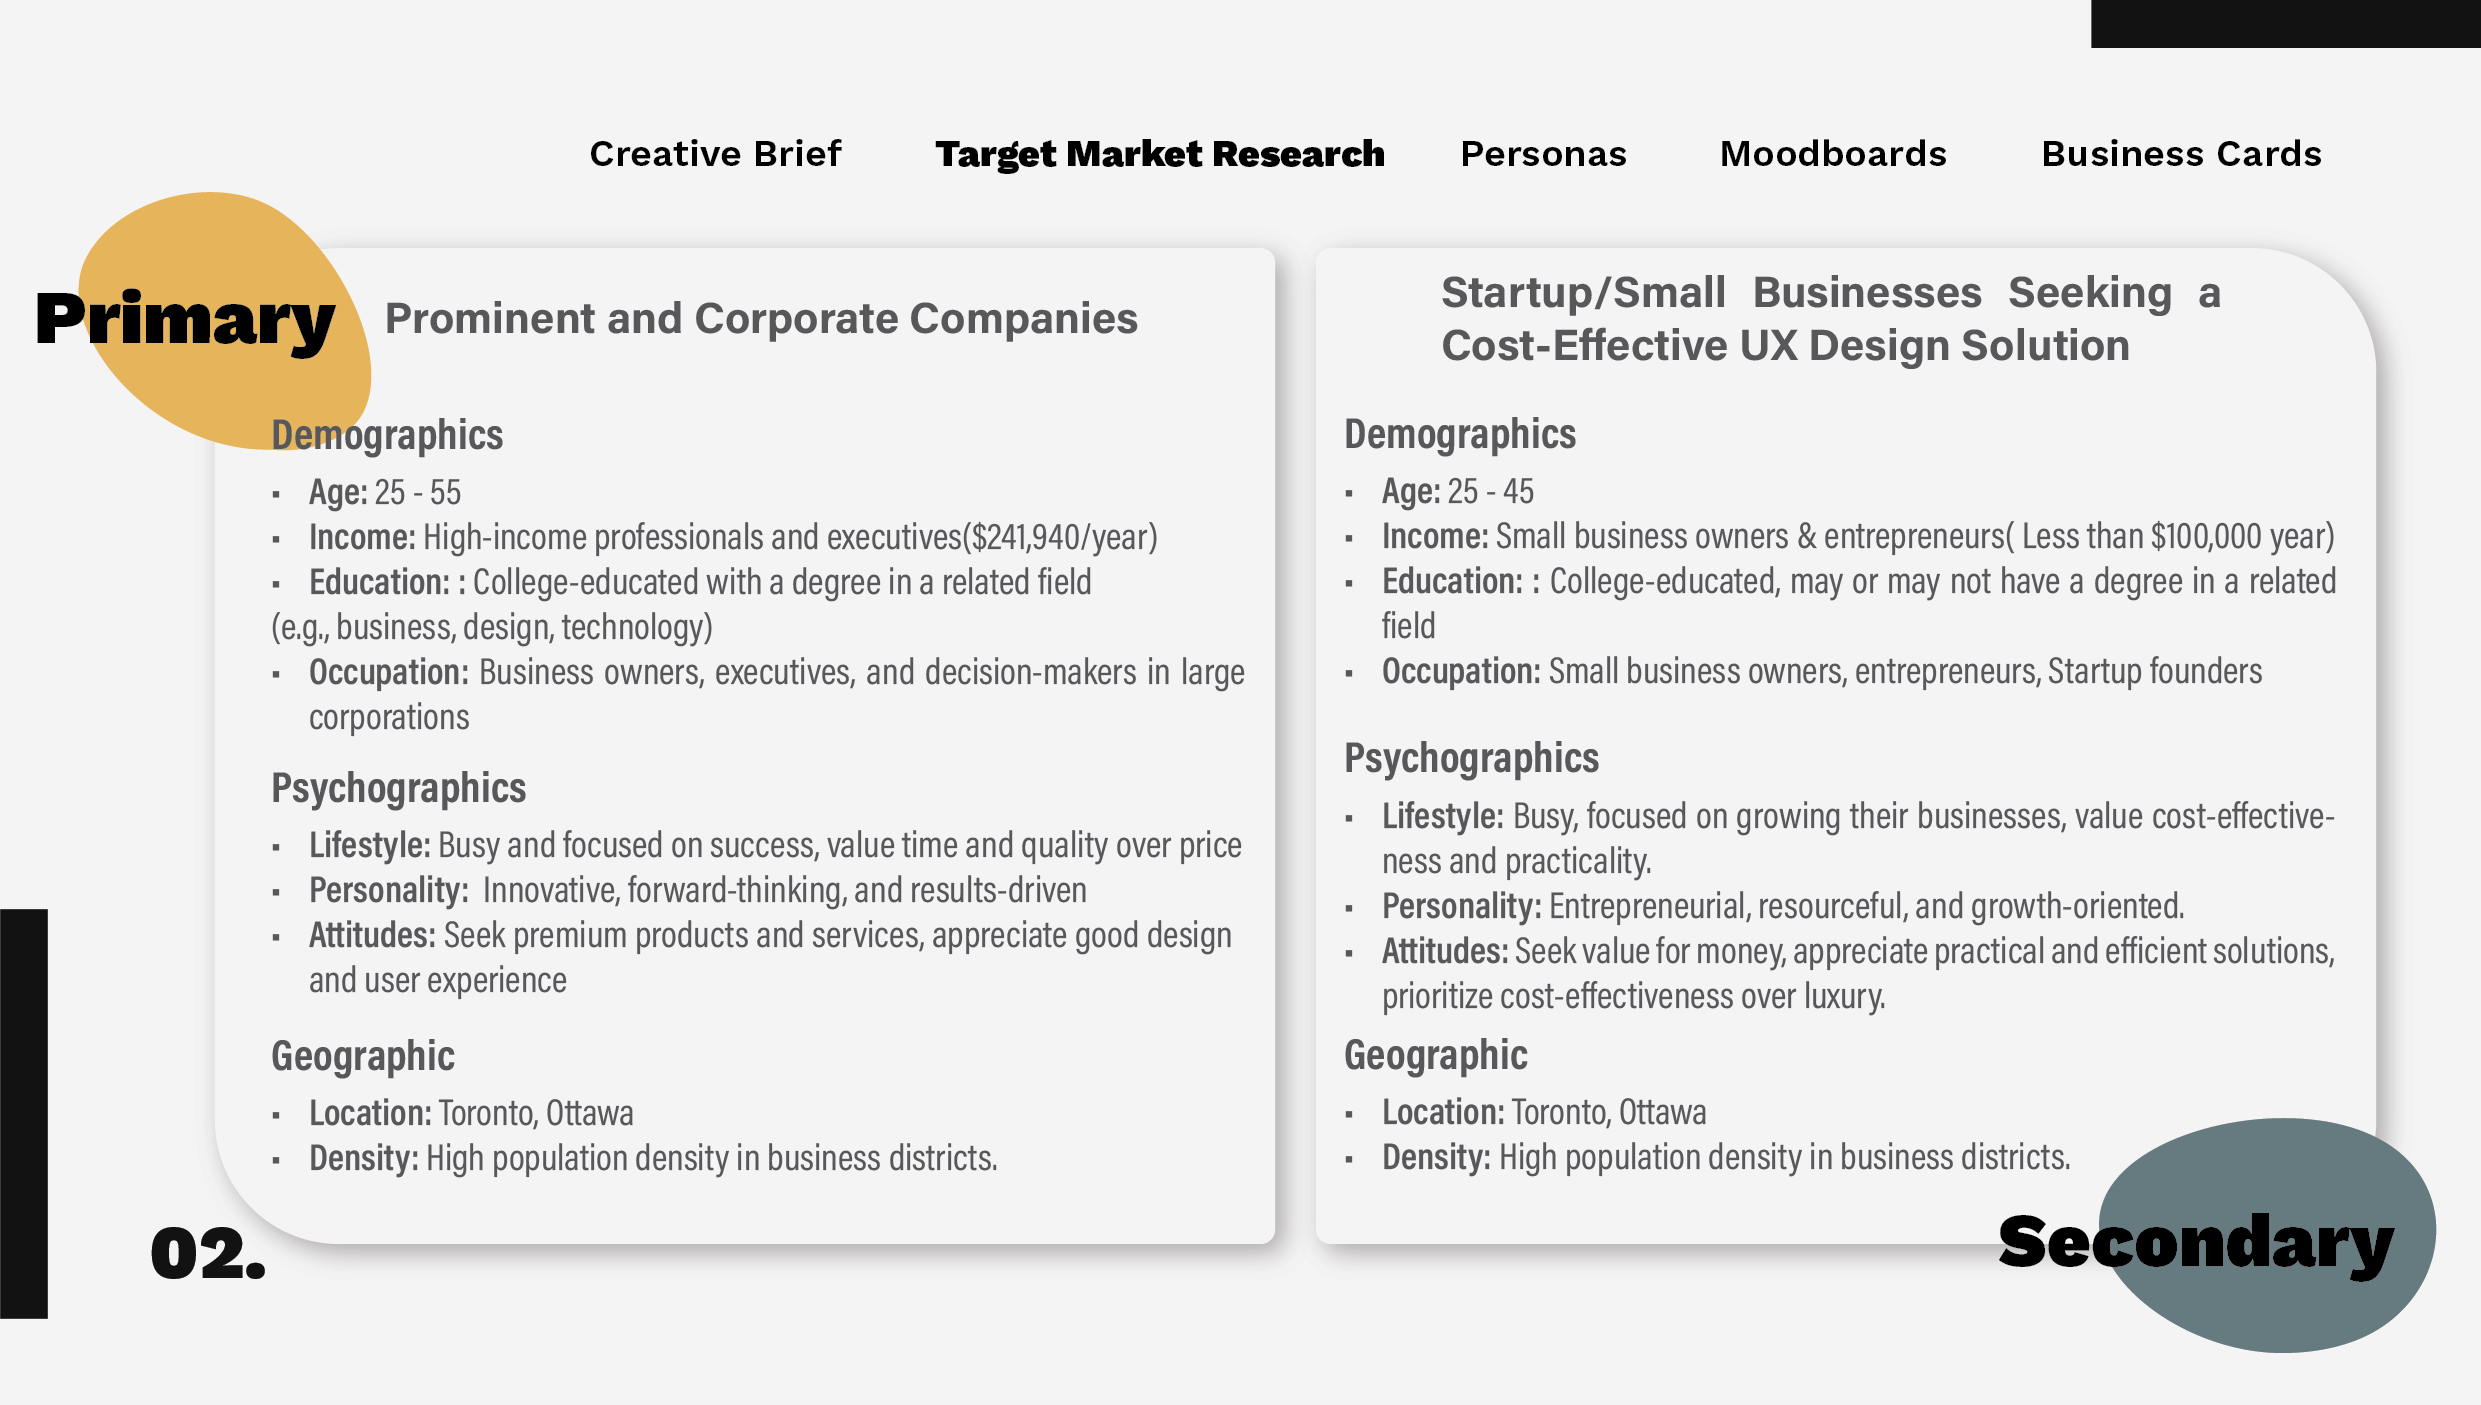 Creative Brief
Target Market Research
Personas
Moodboards
Business Cards
Primary
Prominent and Corporate Companies
Demographics
▪ Age: 25 - 55
▪ Income: High-income professionals and executives($241,940/year)
▪ Education: : College-educated with a degree in a related field
(e.g., business, design, technology)
▪ Occupation: Business owners, executives, and decision-makers in large
corporations
Psychographics
▪ Lifestyle: Busy and focused on success, value time and quality over price
▪ Personality: Innovative, forward-thinking, and results-driven
▪ Attitudes: Seek premium products and services, appreciate good design
and user experience
Geographic
▪ Location: Toronto, Ottawa
▪ Density: High population density in business districts.
02.
Startup/Small Businesses Seeking a
Cost-Effective UX Design Solution
Demographics
▪ Age: 25 - 45
▪ Income: Small business owners & entrepreneurs( Less than $100,000 year)
▪ Education: : College-educated, may or may not have a degree in a related
field
▪ Occupation: Small business owners, entrepreneurs, Startup founders
Psychographics
▪ Lifestyle: Busy, focused on growing their businesses, value cost-effective-
ness and practicality.
▪ Personality: Entrepreneurial, resourceful, and growth-oriented.
▪ Attitudes: Seek value for money, appreciate practical and efficient solutions,
prioritize cost-effectiveness over luxury.
Geographic
▪ Location: Toronto, Ottawa
▪ Density: High population density in business districts.
Secondary